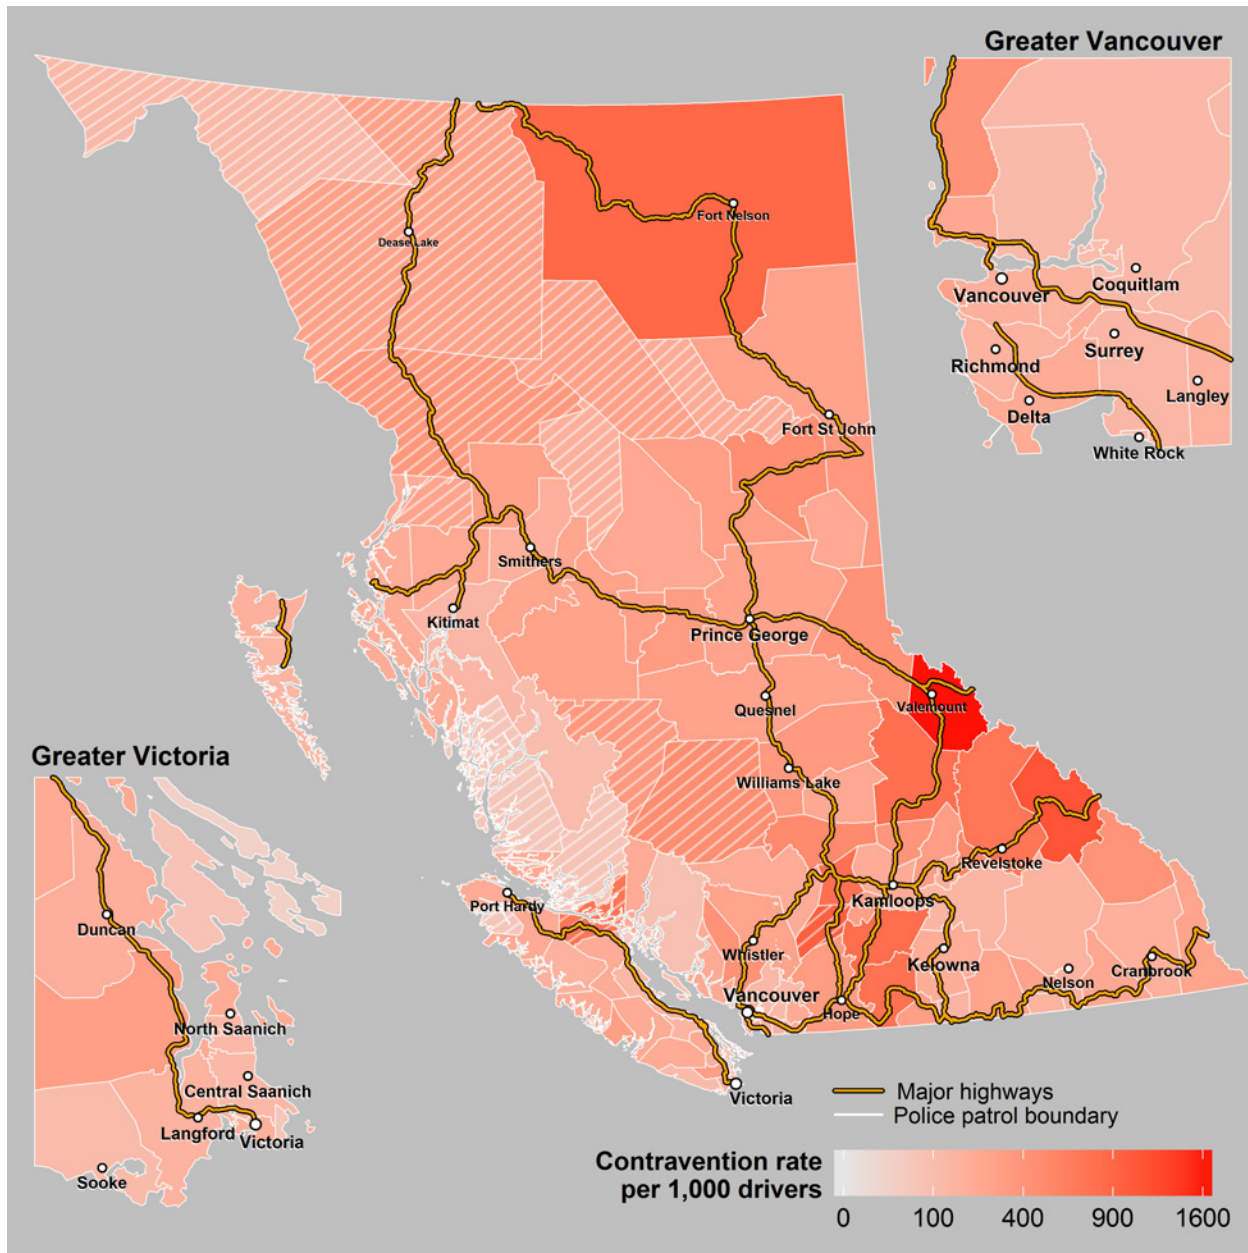 Greater Vancouver
Vancouver
Coquitlam
Richmond
Surrey
Delta
Langley
White Rock
Dease Lake
Fort Nelson
Fort St John
Smithers
Kitimat
Prince George
Quesnel
Valemount
Williams Lake
Revelstoke
Port Hardy
Kamloops
Whistler
Kelowna
Nelson
Cranbrook
Vancouver
Hope
Victoria
Greater Victoria
Duncan
North Saanich
Central Saanich
Langford
Victoria
Sooke
Major highways
Police patrol boundary
Contravention rate
per 1,000 drivers
0 100 400 900 1600